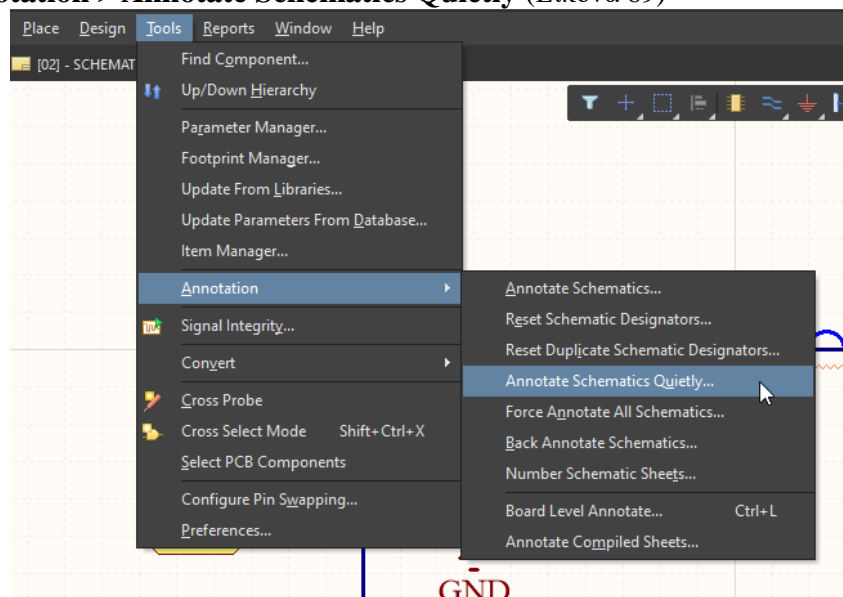 Annotate Schematics Quietly
Place Design Tools Reports Window Help
[02] - SCHEMAT
Find Component...
Up/Down Hierarchy
Parameter Manager...
Footprint Manager...
Update From Libraries...
Update Parameters From Database...
Item Manager...
Annotation
Signal Integrity...
Convert
Cross Probe
Cross Select Mode Shift+Ctrl+X
Select PCB Components
Configure Pin Swapping...
Preferences...
Annotate Schematics...
Reset Schematic Designators...
Reset Duplicate Schematic Designators...
Annotate Schematics Quietly...
Force Annotate All Schematics...
Back Annotate Schematics...
Number Schematic Sheets...
Board Level Annotate... Ctrl+L
Annotate Compiled Sheets...
GND